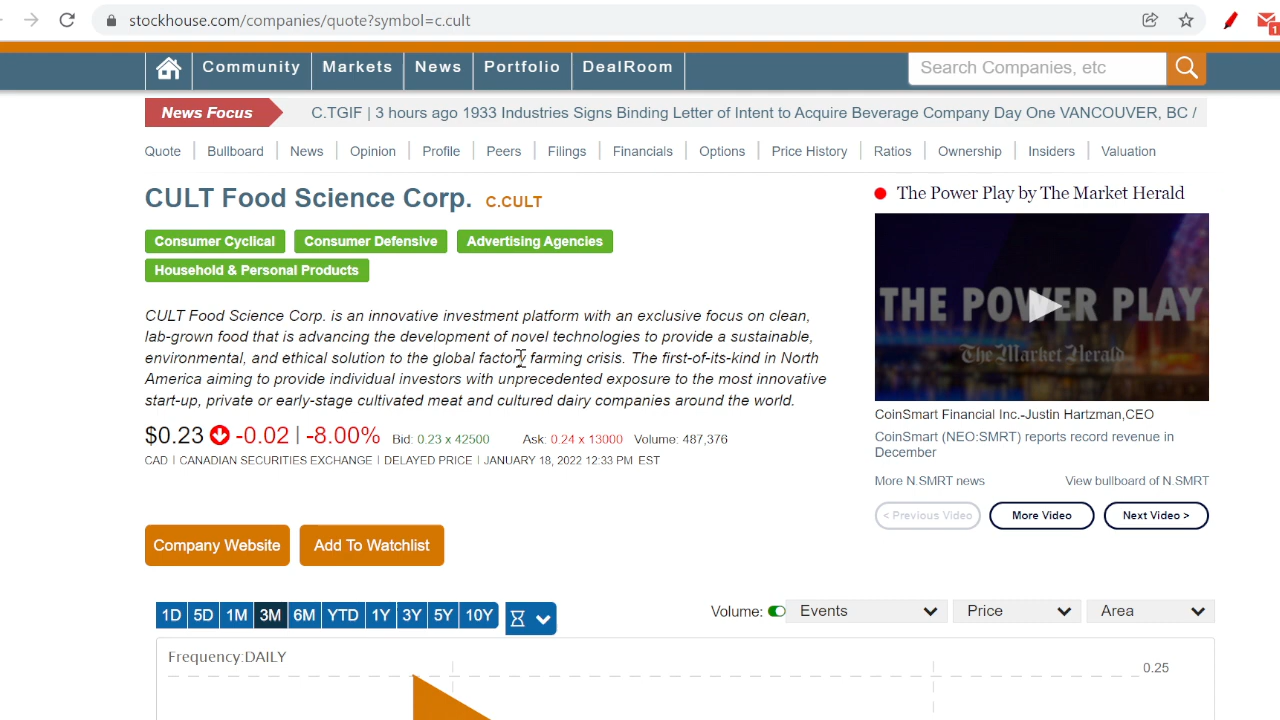 stockhouse.com/companies/quote?symbol=c.cult
1
Community Markets News Portfolio DealRoom
Search Companies, etc
News Focus C.TGIF | 3 hours ago 1933 Industries Signs Binding Letter of Intent to Acquire Beverage Company Day One VANCOUVER, BC /
Quote Bullboard News Opinion Profile Peers Filings Financials Options Price History Ratios Ownership Insiders Valuation
CULT Food Science Corp. C.CULT
Consumer Cyclical Consumer Defensive Advertising Agencies
Household & Personal Products
CULT Food Science Corp. is an innovative investment platform with an exclusive focus on clean,
lab-grown food that is advancing the development of novel technologies to provide a sustainable,
environmental, and ethical solution to the global factory farming crisis. The first-of-its-kind in North
America aiming to provide individual investors with unprecedented exposure to the most innovative
start-up, private or early-stage cultivated meat and cultured dairy companies around the world.
$0.23 -0.02 | -8.00% Bid: 0.23 x 42500 Ask: 0.24 x 13000 Volume: 487,376
CAD | CANADIAN SECURITIES EXCHANGE | DELAYED PRICE | JANUARY 18, 2022 12:33 PM EST
Company Website Add To Watchlist
The Power Play by The Market Herald
THE POWER PLAY
The Market Herald
CoinSmart Financial Inc.-Justin Hartzman,CEO
CoinSmart (NEO:SMRT) reports record revenue in
December
More N.SMRT news View bullboard of N.SMRT
< Previous Video More Video Next Video >
1D 5D 1M 3M 6M YTD 1Y 3Y 5Y 10Y Volume: Events Price Area
Frequency:DAILY
0.25